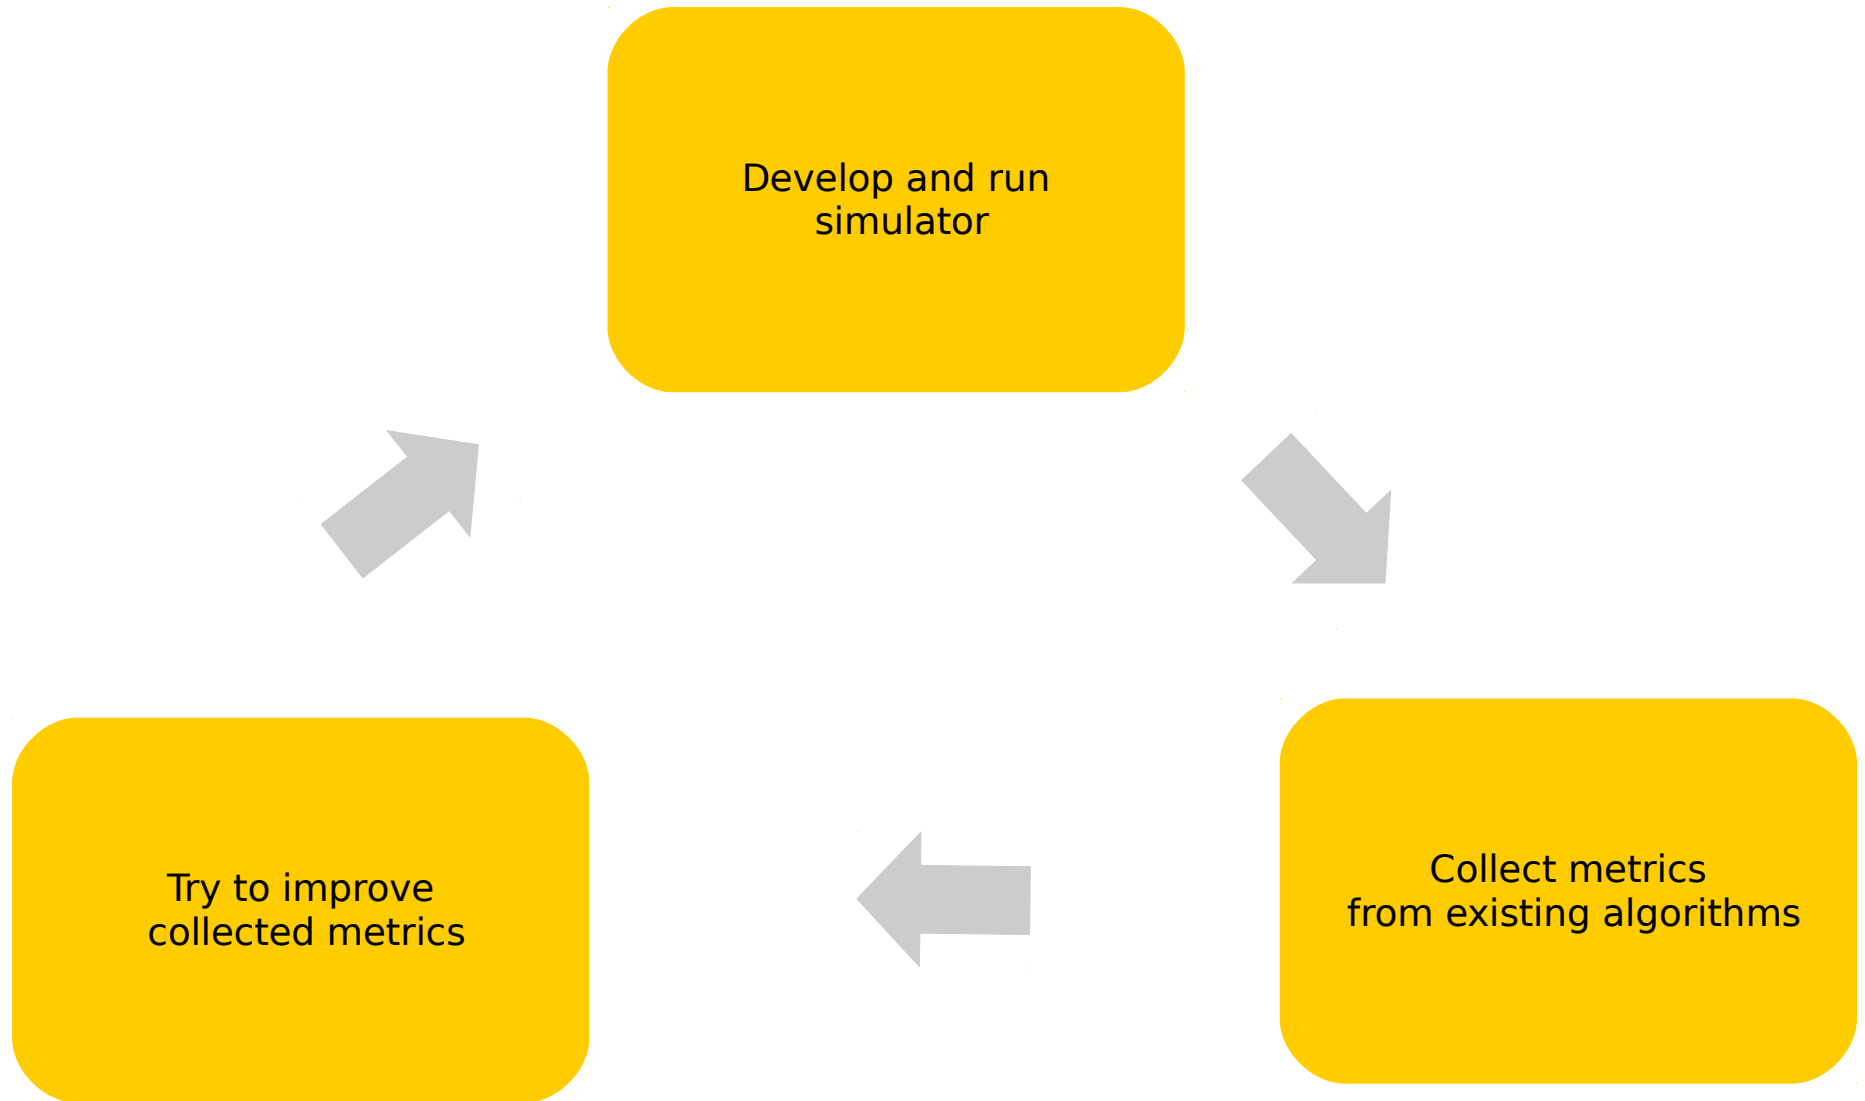 Develop and run
simulator
Try to improve
collected metrics
Collect metrics
from existing algorithms